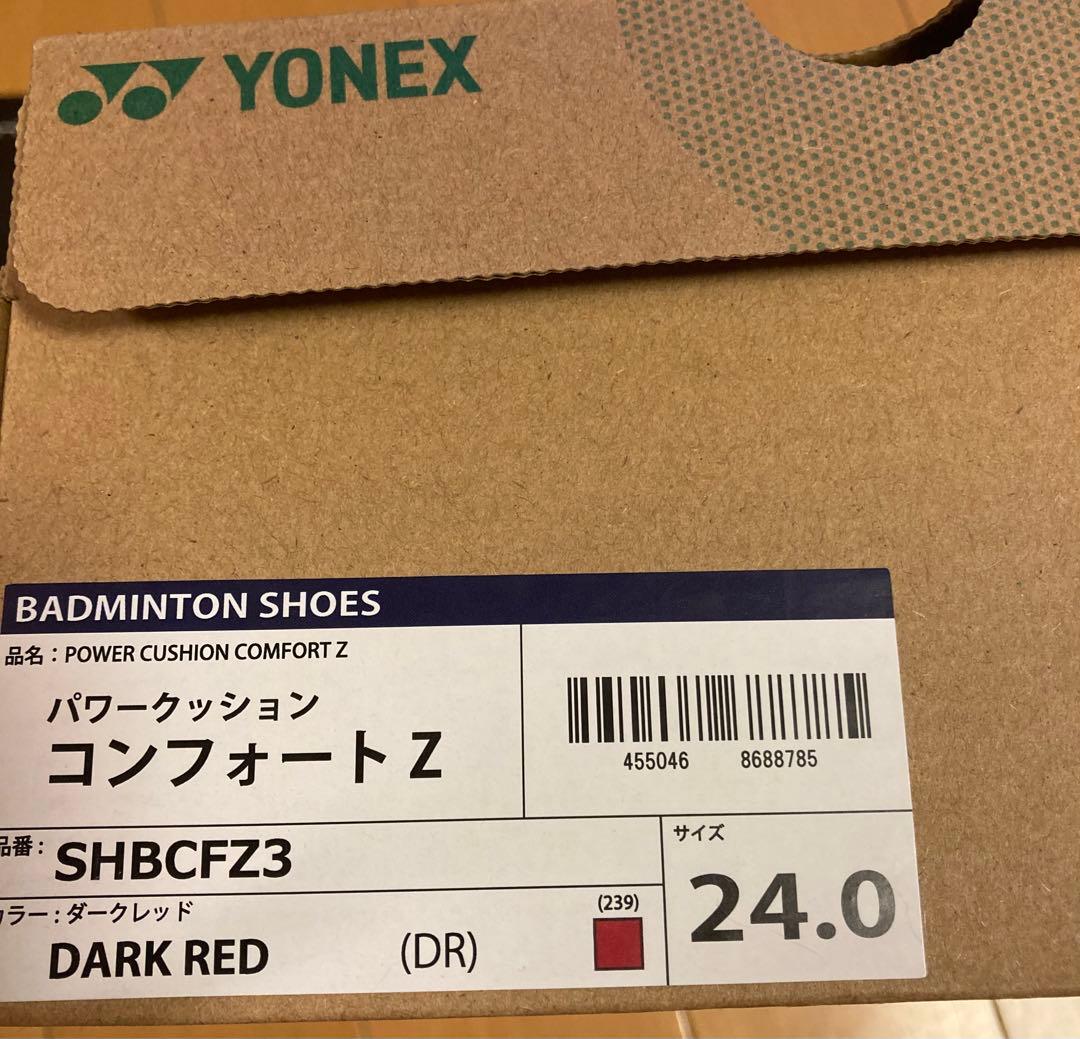 YONEX
BADMINTON SHOES
品名：POWER CUSHION COMFORT Z
パワークッション
コンフォート Z
455046 8688785
品番：SHBCFZ3
サイズ
24.0
カラー：ダークレッド
(239)
DARK RED (DR)